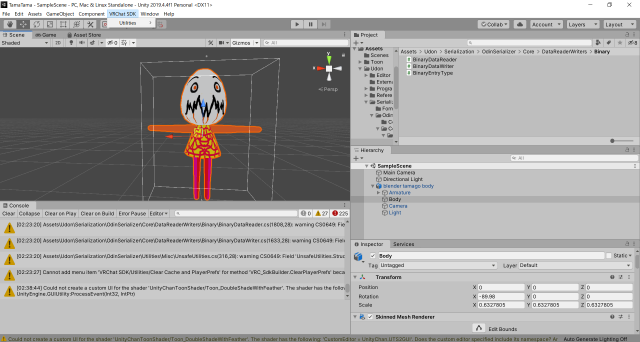 TamaTama - SampleScene - PC, Mac & Linux Standalone - Unity 2019.4.4f1 Personal <DX11>
File Edit Assets GameObject Component VRChat SDK Window Help
Utilities
Collab Account Layers Layout
Scene Game Asset Store
Shaded 2D 0 Gizmos All
y
x
< Persp
Project
8
Assets
Scenes
Toon
Udon
Editor
Extern
Progra
Refere
Seriali
Form
Odin
Co
Co
Assets > Udon > Serialization > OdinSerializer > Core > DataReaderWriters > Binary
BinaryDataReader
BinaryDataWriter
BinaryEntryType
Hierarchy
All
SampleScene
Main Camera
Directional Light
blender tamago body
Armature
Body
Camera
Light
Console
Clear Collapse Clear on Play Clear on Build Error Pause Editor 0 27 225
[02:23:20] Assets\Udon\Serialization\OdinSerializer\Core\DataReaderWriters\Binary\BinaryDataReader.cs(1808,28): warning CS0649: Fiel
[02:23:20] Assets\Udon\Serialization\OdinSerializer\Core\DataReaderWriters\Binary\BinaryDataWriter.cs(1633,28): warning CS0649: Fiel
[02:23:20] Assets\Udon\Serialization\OdinSerializer\Utilities\Misc\UnsafeUtilities.cs(316,28): warning CS0649: Field 'UnsafeUtilities.Struc
[02:23:27] Cannot add menu item 'VRChat SDK/Utilities/Clear Cache and PlayerPrefs' for method 'VRC_SdkBuilder.ClearPlayerPrefs' becau
[02:38:44] Could not create a custom UI for the shader 'UnityChanToonShader/Toon_DoubleShadeWithFeather'. The shader has the follo
UnityEngine.GUIUtility:ProcessEvent(Int32, IntPtr)
Inspector Services
Body Static
Tag Untagged Layer Default
Transform
Position X 0 Y 0 Z 0
Rotation X -89.98 Y 0 Z 0
Scale X 0.6327805 Y 0.6327805 Z 0.6327805
Skinned Mesh Renderer
Edit Bounds
Could not create a custom UI for the shader 'UnityChanToonShader/Toon_DoubleShadeWithFeather'. The shader has the following: 'CustomEditor = UnityChan.UTS2GUI'. Does the custom editor specified include its namespace? An
Auto Generate Lighting Off